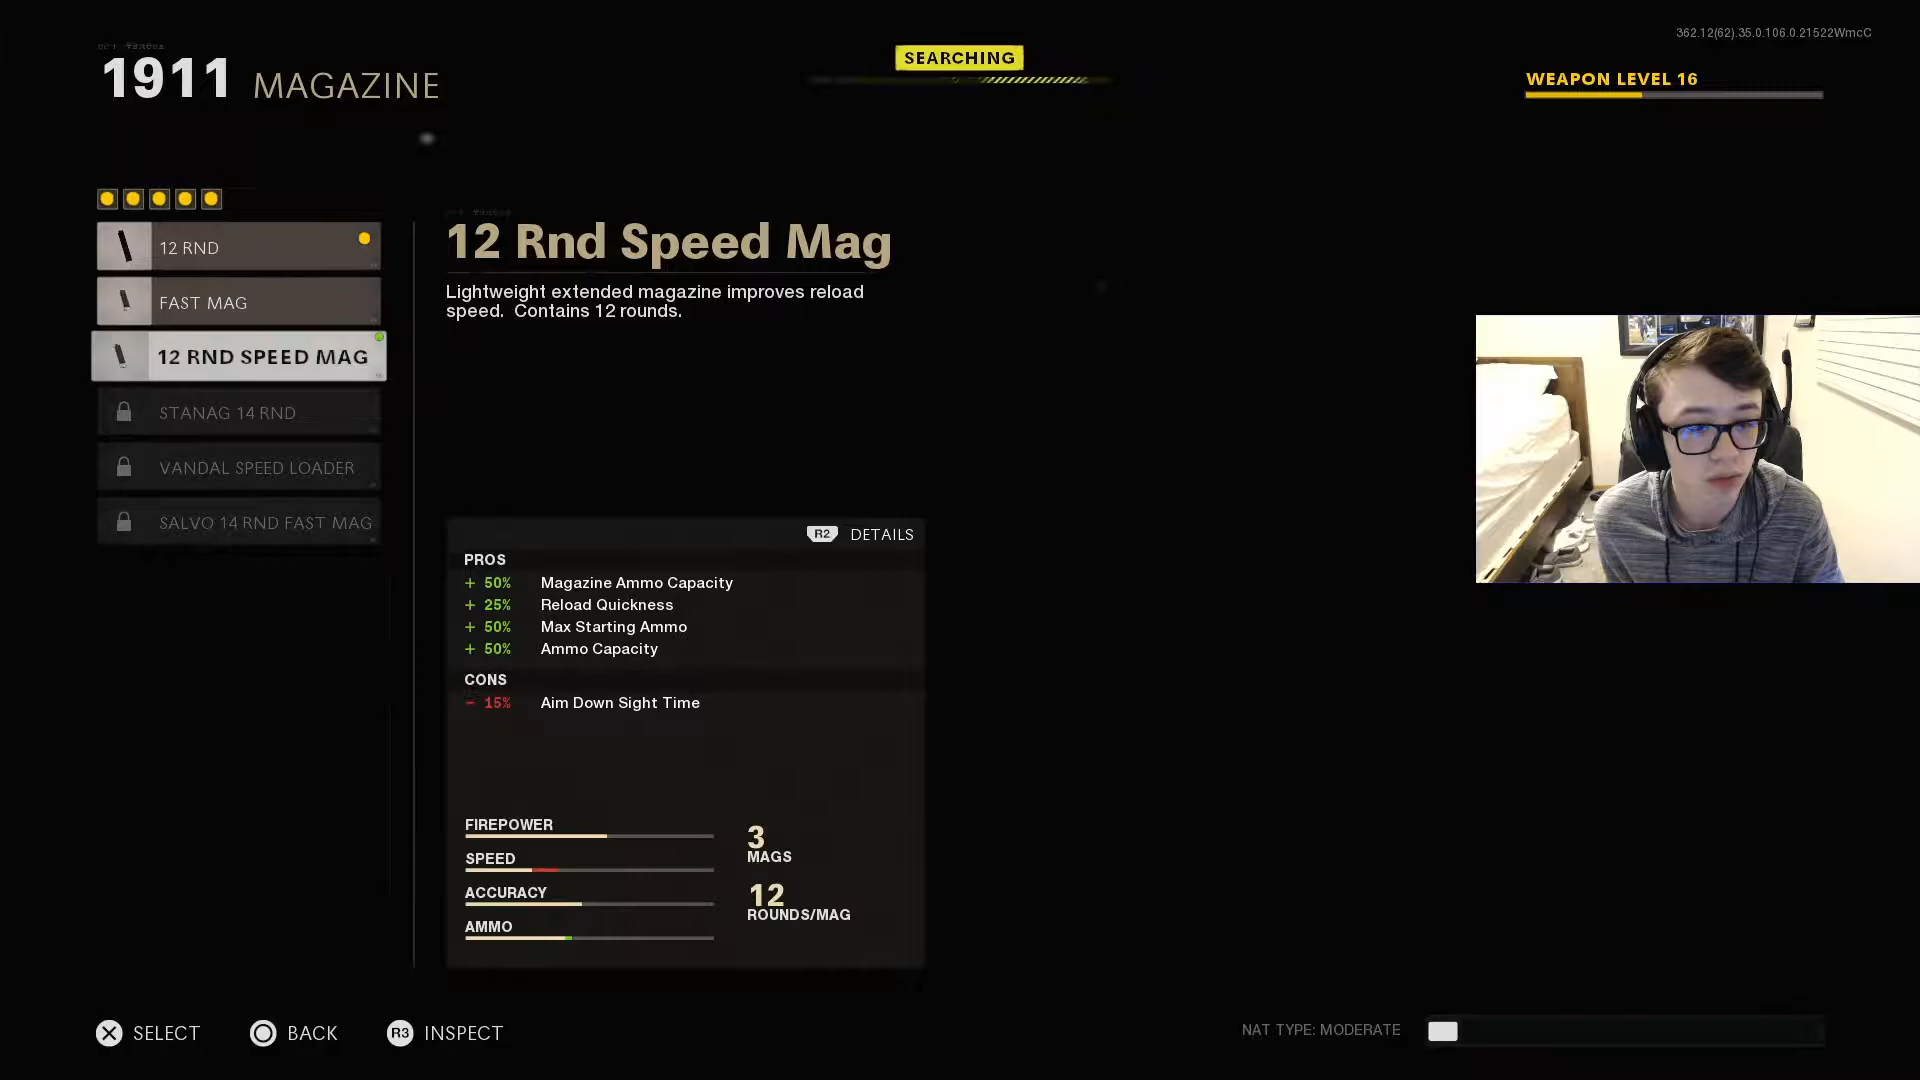 362.12(62).35.0.106.0.21522WmcC
1911 MAGAZINE
SEARCHING
WEAPON LEVEL 16
12 RND
FAST MAG
12 RND SPEED MAG
STANAG 14 RND
VANDAL SPEED LOADER
SALVO 14 RND FAST MAG
12 Rnd Speed Mag
Lightweight extended magazine improves reload
speed. Contains 12 rounds.
R2 DETAILS
PROS
+ 50% Magazine Ammo Capacity
+ 25% Reload Quickness
+ 50% Max Starting Ammo
+ 50% Ammo Capacity
CONS
- 15% Aim Down Sight Time
FIREPOWER
SPEED
ACCURACY
AMMO
3
MAGS
12
ROUNDS/MAG
SELECT
BACK
R3 INSPECT
NAT TYPE: MODERATE